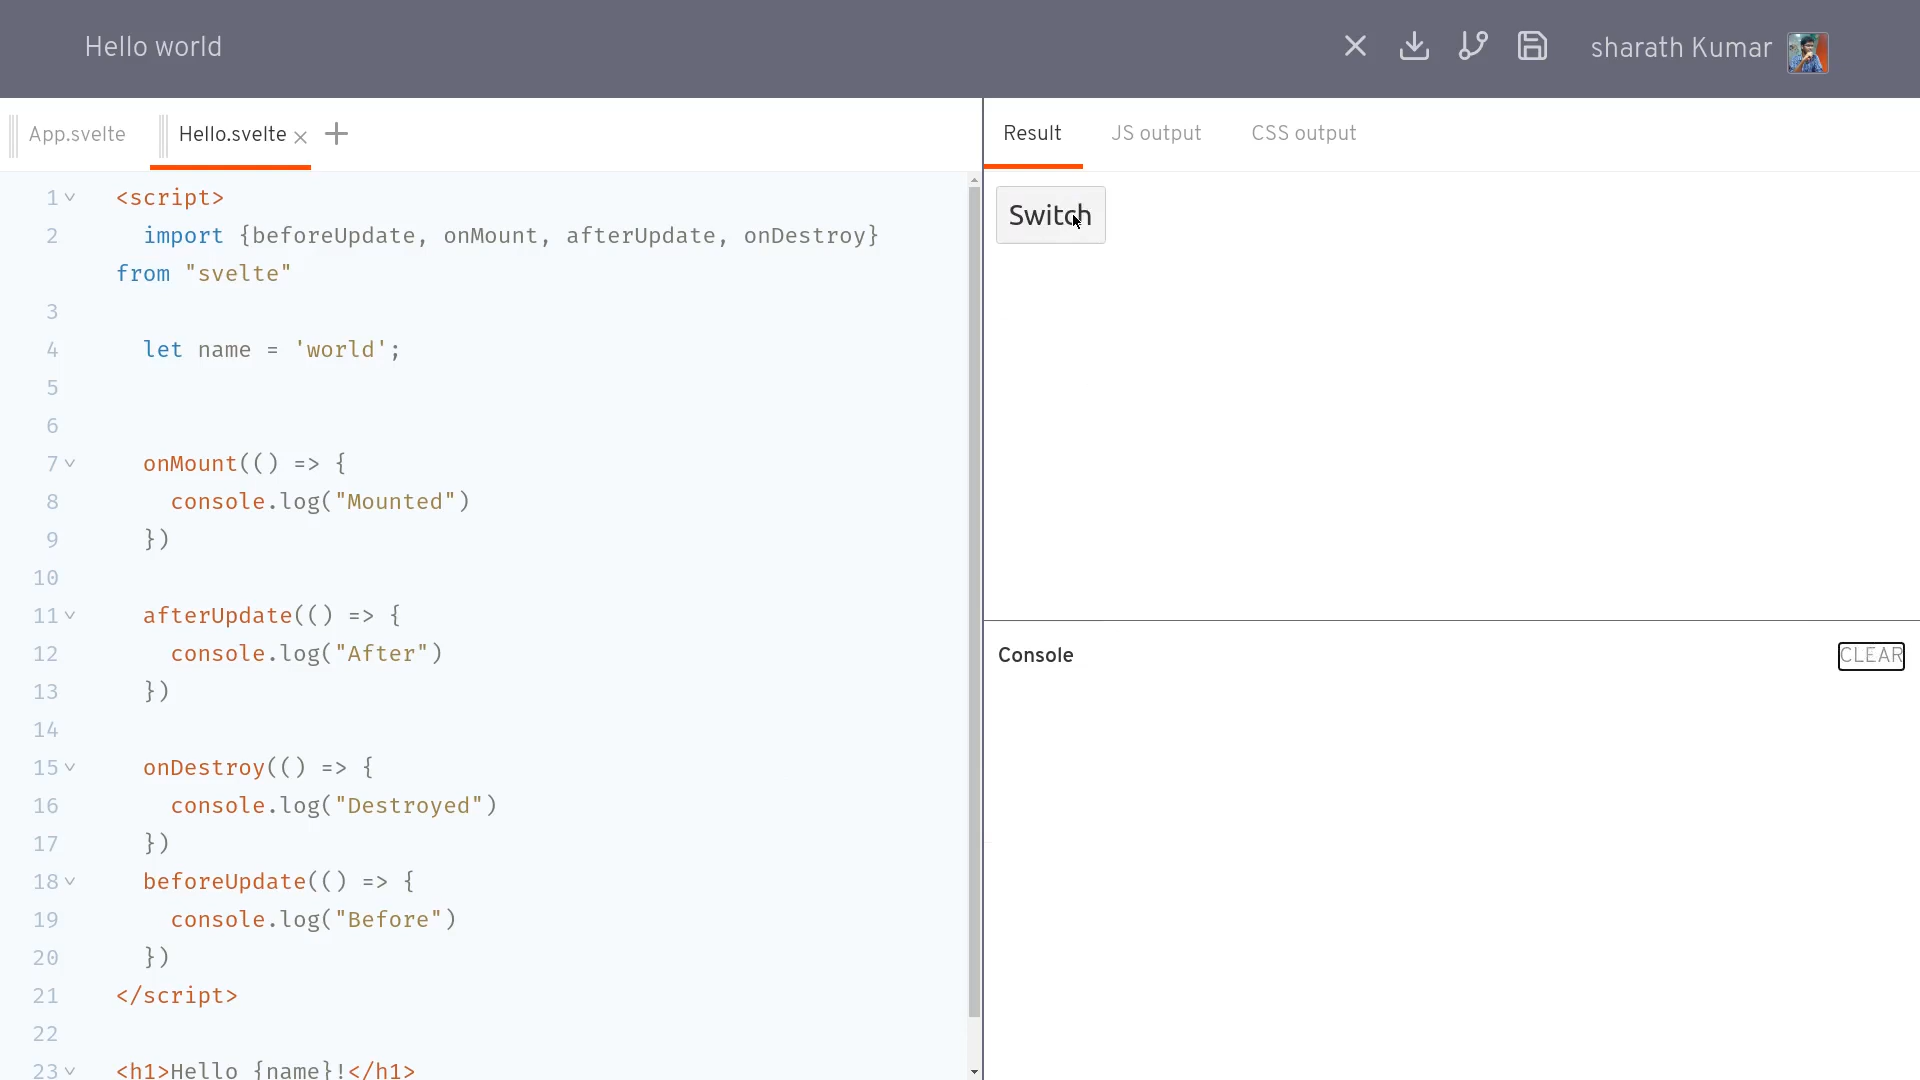 Hello world
sharath Kumar
App.svelte
Hello.svelte
Result
JS output
CSS output
1 <script>
2 import {beforeUpdate, onMount, afterUpdate, onDestroy}
from "svelte"
3
4 let name = 'world';
5
6
7 onMount(() => {
8 console.log("Mounted")
9 })
10
11 afterUpdate(() => {
12 console.log("After")
13 })
14
15 onDestroy(() => {
16 console.log("Destroyed")
17 })
18 beforeUpdate(() => {
19 console.log("Before")
20 })
21 </script>
22
23 <h1>Hello {name}!</h1>
Switch
Console
CLEAR